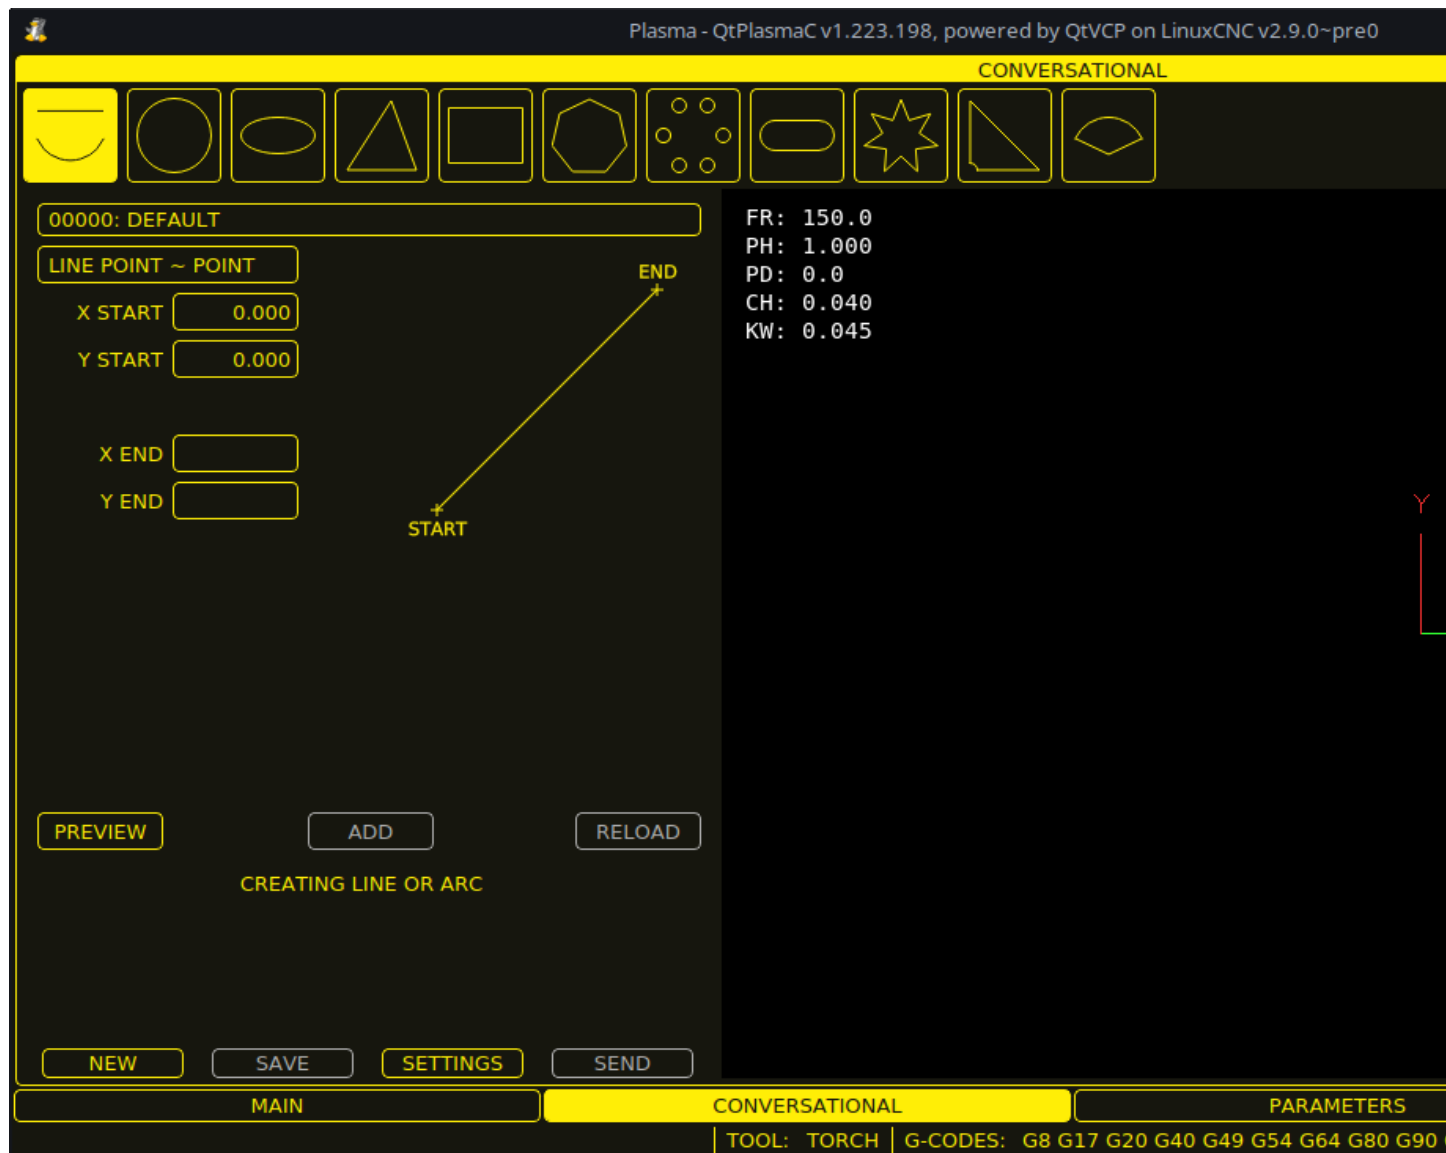 Plasma - QtPlasmaC v1.223.198, powered by QtVCP on LinuxCNC v2.9.0~pre0
CONVERSATIONAL
00000: DEFAULT
LINE POINT ~ POINT
X START 0.000
Y START 0.000
X END
Y END
END
START
PREVIEW ADD RELOAD
CREATING LINE OR ARC
NEW SAVE SETTINGS SEND
FR: 150.0
PH: 1.000
PD: 0.0
CH: 0.040
KW: 0.045
Y
MAIN CONVERSATIONAL PARAMETERS
TOOL: TORCH G-CODES: G8 G17 G20 G40 G49 G54 G64 G80 G90